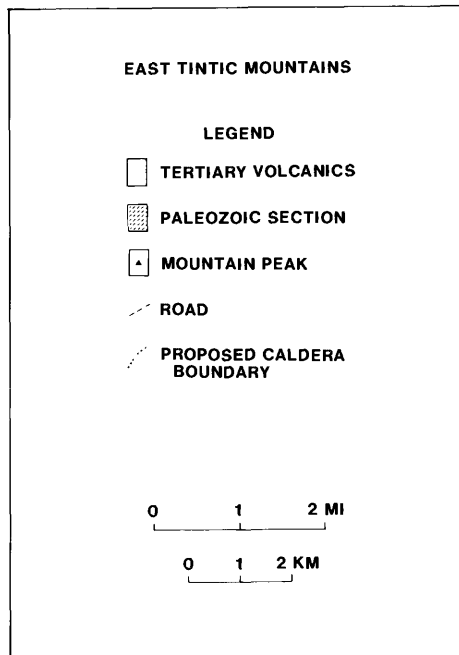 EAST TINTIC MOUNTAINS
LEGEND
TERTIARY VOLCANICS
PALEOZOIC SECTION
MOUNTAIN PEAK
ROAD
PROPOSED CALDERA
BOUNDARY
0 1 2 MI
0 1 2 KM